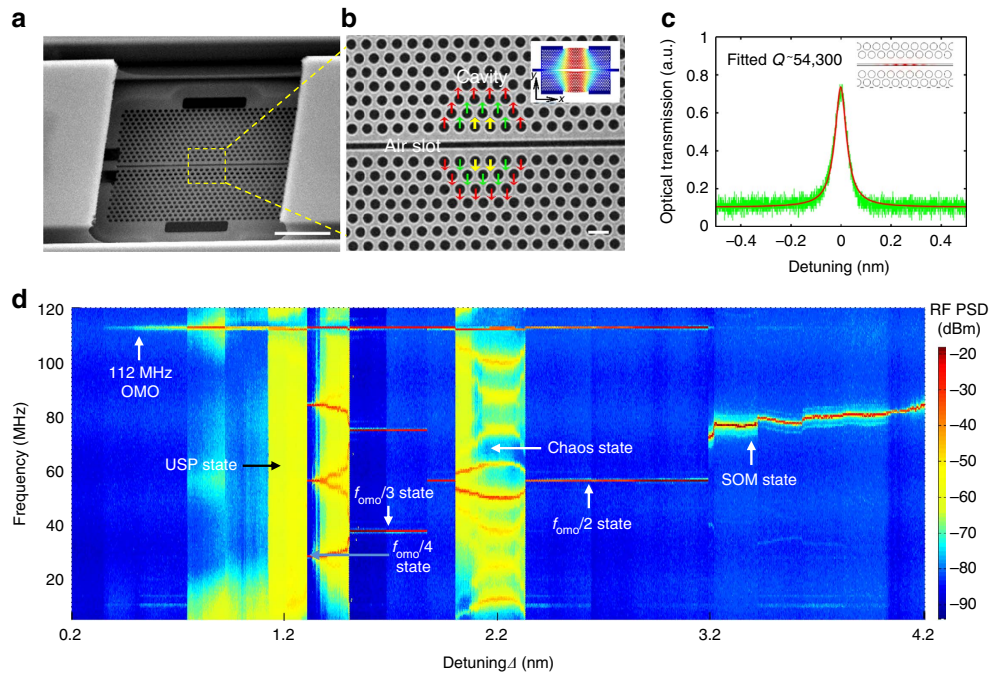 a
b
Cavity
y
x
Air slot
c
Optical transmission (a.u.)
1
0.8
0.6
0.4
0.2
0
Fitted Q~54,300
−0.4
−0.2
0
0.2
0.4
Detuning (nm)
d
Frequency (MHz)
120
100
80
60
40
20
112 MHz
OMO
USP state
fomo/3 state
fomo/4
state
Chaos state
fomo/2 state
SOM state
0.2
1.2
2.2
3.2
4.2
DetuningΔ (nm)
RF PSD
(dBm)
−20
−30
−40
−50
−60
−70
−80
−90